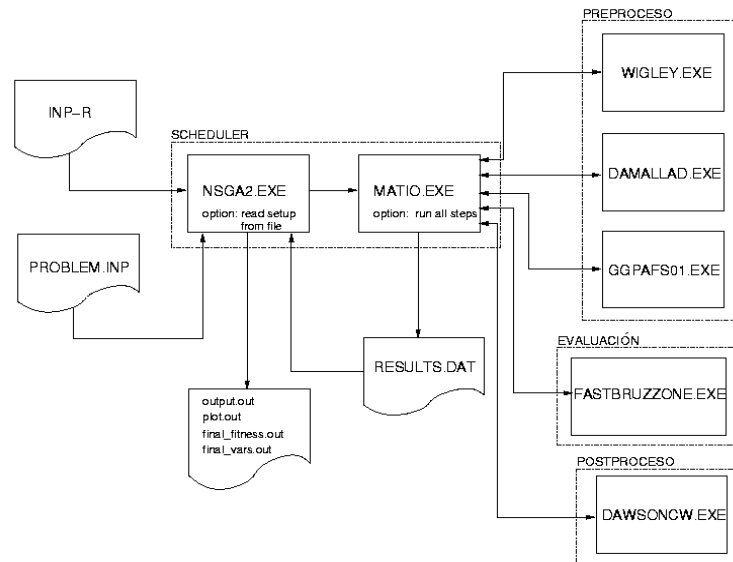 PREPROCESO
WIGLEY.EXE
INP-R
SCHEDULER
NSGA2.EXE
option: read setup
from file
MATIO.EXE
option: run all steps
DAMALLAD.EXE
PROBLEM.INP
GGPAFS01.EXE
EVALUACIÓN
RESULTS.DAT
FASTBRUZZONE.EXE
output.out
plot.out
final_fitness.out
final_vars.out
POSTPROCESO
DAWSONCW.EXE